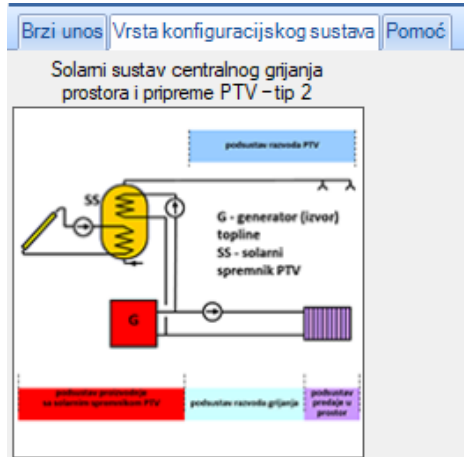 Brzi unos Vrsta konfiguracijskog sustava Pomoć
Solarni sustav centralnog grijanja
prostora i pripreme PTV – tip 2
podsustav razvoda PTV
SS
G - generator (izvor)
topline
SS - solarni
spremnik PTV
G
podsustav proizvodnje
sa solarnim spremnikom PTV
podsustav razvoda grijanja
podsustav
predaje u
prostor